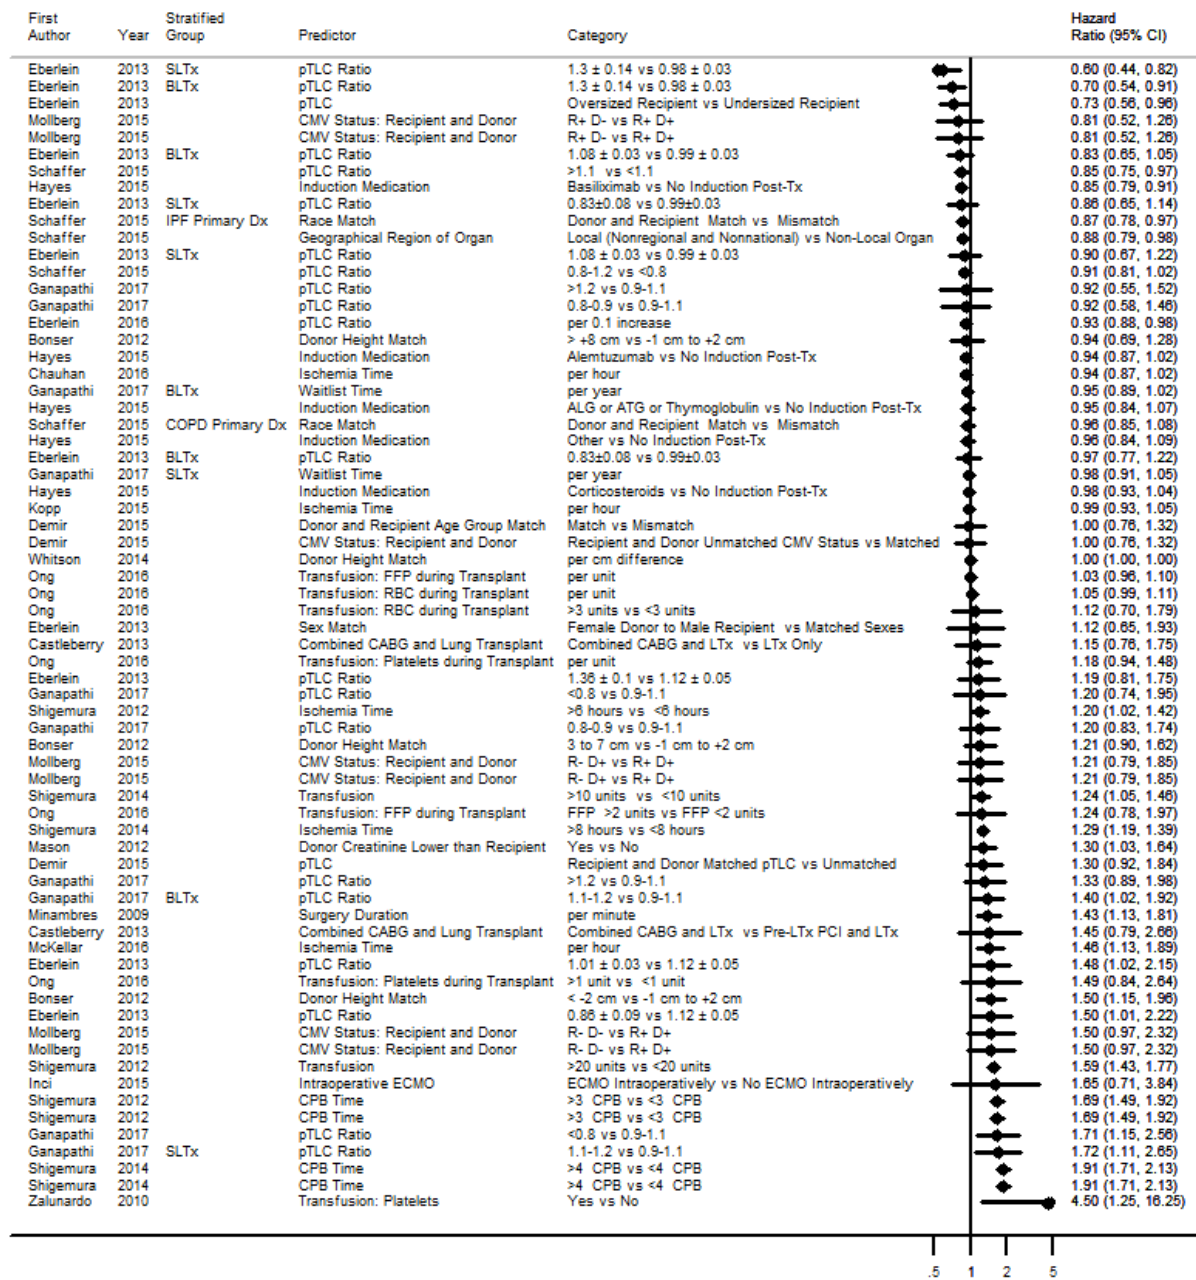 First Author Year Stratified Group Predictor Category Hazard Ratio (95% CI)
Eberlein 2013 SLTx pTLC Ratio 1.3 ± 0.14 vs 0.98 ± 0.03 0.60 (0.44, 0.82)
Eberlein 2013 BLTx pTLC Ratio 1.3 ± 0.14 vs 0.98 ± 0.03 0.70 (0.54, 0.91)
Eberlein 2013 pTLC Oversized Recipient vs Undersized Recipient 0.73 (0.56, 0.96)
Mollberg 2015 CMV Status: Recipient and Donor R+ D- vs R+ D+ 0.81 (0.52, 1.26)
Mollberg 2015 CMV Status: Recipient and Donor R+ D- vs R+ D+ 0.81 (0.52, 1.26)
Eberlein 2013 BLTx pTLC Ratio 1.08 ± 0.03 vs 0.99 ± 0.03 0.83 (0.65, 1.05)
Schaffer 2015 pTLC Ratio >1.1 vs <1.1 0.85 (0.75, 0.97)
Hayes 2015 Induction Medication Basiliximab vs No Induction Post-Tx 0.85 (0.79, 0.91)
Eberlein 2013 SLTx pTLC Ratio 0.83±0.08 vs 0.99±0.03 0.86 (0.65, 1.14)
Schaffer 2015 IPF Primary Dx Race Match Donor and Recipient Match vs Mismatch 0.87 (0.78, 0.97)
Schaffer 2015 Geographical Region of Organ Local (Nonregional and Nonnational) vs Non-Local Organ 0.88 (0.79, 0.98)
Eberlein 2013 SLTx pTLC Ratio 1.08 ± 0.03 vs 0.99 ± 0.03 0.90 (0.67, 1.22)
Schaffer 2015 pTLC Ratio 0.8-1.2 vs <0.8 0.91 (0.81, 1.02)
Ganapathi 2017 pTLC Ratio >1.2 vs 0.9-1.1 0.92 (0.55, 1.52)
Ganapathi 2017 pTLC Ratio 0.8-0.9 vs 0.9-1.1 0.92 (0.58, 1.46)
Eberlein 2016 pTLC Ratio per 0.1 increase 0.93 (0.88, 0.98)
Bonser 2012 Donor Height Match > +8 cm vs -1 cm to +2 cm 0.94 (0.69, 1.28)
Hayes 2015 Induction Medication Alemtuzumab vs No Induction Post-Tx 0.94 (0.87, 1.02)
Chauhan 2016 Ischemia Time per hour 0.94 (0.87, 1.02)
Ganapathi 2017 BLTx Waitlist Time per year 0.95 (0.89, 1.02)
Hayes 2015 Induction Medication ALG or ATG or Thymoglobulin vs No Induction Post-Tx 0.95 (0.84, 1.07)
Schaffer 2015 COPD Primary Dx Race Match Donor and Recipient Match vs Mismatch 0.96 (0.85, 1.08)
Hayes 2015 Induction Medication Other vs No Induction Post-Tx 0.96 (0.84, 1.09)
Eberlein 2013 BLTx pTLC Ratio 0.83±0.08 vs 0.99±0.03 0.97 (0.77, 1.22)
Ganapathi 2017 SLTx Waitlist Time per year 0.98 (0.91, 1.05)
Hayes 2015 Induction Medication Corticosteroids vs No Induction Post-Tx 0.98 (0.93, 1.04)
Kopp 2015 Ischemia Time per hour 0.99 (0.93, 1.05)
Demir 2015 Donor and Recipient Age Group Match Match vs Mismatch 1.00 (0.76, 1.32)
Demir 2015 CMV Status: Recipient and Donor Recipient and Donor Unmatched CMV Status vs Matched 1.00 (0.76, 1.32)
Whitson 2014 Donor Height Match per cm difference 1.00 (1.00, 1.00)
Ong 2016 Transfusion: FFP during Transplant per unit 1.03 (0.96, 1.10)
Ong 2016 Transfusion: RBC during Transplant per unit 1.05 (0.99, 1.11)
Ong 2016 Transfusion: RBC during Transplant >3 units vs <3 units 1.12 (0.70, 1.79)
Eberlein 2013 Sex Match Female Donor to Male Recipient vs Matched Sexes 1.12 (0.65, 1.93)
Castleberry 2013 Combined CABG and Lung Transplant Combined CABG and LTx vs LTx Only 1.15 (0.76, 1.75)
Ong 2016 Transfusion: Platelets during Transplant per unit 1.18 (0.94, 1.48)
Eberlein 2013 pTLC Ratio 1.36 ± 0.1 vs 1.12 ± 0.05 1.19 (0.81, 1.75)
Ganapathi 2017 pTLC Ratio <0.8 vs 0.9-1.1 1.20 (0.74, 1.95)
Shigemura 2012 Ischemia Time >6 hours vs <6 hours 1.20 (1.02, 1.42)
Ganapathi 2017 pTLC Ratio 0.8-0.9 vs 0.9-1.1 1.20 (0.83, 1.74)
Bonser 2012 Donor Height Match 3 to 7 cm vs -1 cm to +2 cm 1.21 (0.90, 1.62)
Mollberg 2015 CMV Status: Recipient and Donor R- D+ vs R+ D+ 1.21 (0.79, 1.85)
Mollberg 2015 CMV Status: Recipient and Donor R- D+ vs R+ D+ 1.21 (0.79, 1.85)
Shigemura 2014 Transfusion >10 units vs <10 units 1.24 (1.05, 1.46)
Ong 2016 Transfusion: FFP during Transplant FFP >2 units vs FFP <2 units 1.24 (0.78, 1.97)
Shigemura 2014 Ischemia Time >8 hours vs <8 hours 1.29 (1.19, 1.39)
Mason 2012 Donor Creatinine Lower than Recipient Yes vs No 1.30 (1.03, 1.64)
Demir 2015 pTLC Recipient and Donor Matched pTLC vs Unmatched 1.30 (0.92, 1.84)
Ganapathi 2017 pTLC Ratio >1.2 vs 0.9-1.1 1.33 (0.89, 1.98)
Ganapathi 2017 BLTx pTLC Ratio 1.1-1.2 vs 0.9-1.1 1.40 (1.02, 1.92)
Minambres 2009 Surgery Duration per minute 1.43 (1.13, 1.81)
Castleberry 2013 Combined CABG and Lung Transplant Combined CABG and LTx vs Pre-LTx PCI and LTx 1.45 (0.79, 2.66)
McKellar 2016 Ischemia Time per hour 1.46 (1.13, 1.89)
Eberlein 2013 pTLC Ratio 1.01 ± 0.03 vs 1.12 ± 0.05 1.48 (1.02, 2.15)
Ong 2016 Transfusion: Platelets during Transplant >1 unit vs <1 unit 1.49 (0.84, 2.64)
Bonser 2012 Donor Height Match < -2 cm vs -1 cm to +2 cm 1.50 (1.15, 1.96)
Eberlein 2013 pTLC Ratio 0.86 ± 0.09 vs 1.12 ± 0.05 1.50 (1.01, 2.22)
Mollberg 2015 CMV Status: Recipient and Donor R- D- vs R+ D+ 1.50 (0.97, 2.32)
Mollberg 2015 CMV Status: Recipient and Donor R- D- vs R+ D+ 1.50 (0.97, 2.32)
Shigemura 2012 Transfusion >20 units vs <20 units 1.59 (1.43, 1.77)
Inci 2015 Intraoperative ECMO ECMO Intraoperatively vs No ECMO Intraoperatively 1.65 (0.71, 3.84)
Shigemura 2012 CPB Time >3 CPB vs <3 CPB 1.69 (1.49, 1.92)
Shigemura 2012 CPB Time >3 CPB vs <3 CPB 1.69 (1.49, 1.92)
Ganapathi 2017 pTLC Ratio <0.8 vs 0.9-1.1 1.71 (1.15, 2.56)
Ganapathi 2017 SLTx pTLC Ratio 1.1-1.2 vs 0.9-1.1 1.72 (1.11, 2.65)
Shigemura 2014 CPB Time >4 CPB vs <4 CPB 1.91 (1.71, 2.13)
Shigemura 2014 CPB Time >4 CPB vs <4 CPB 1.91 (1.71, 2.13)
Zalunardo 2010 Transfusion: Platelets Yes vs No 4.50 (1.25, 16.25)
.5 1 2 5